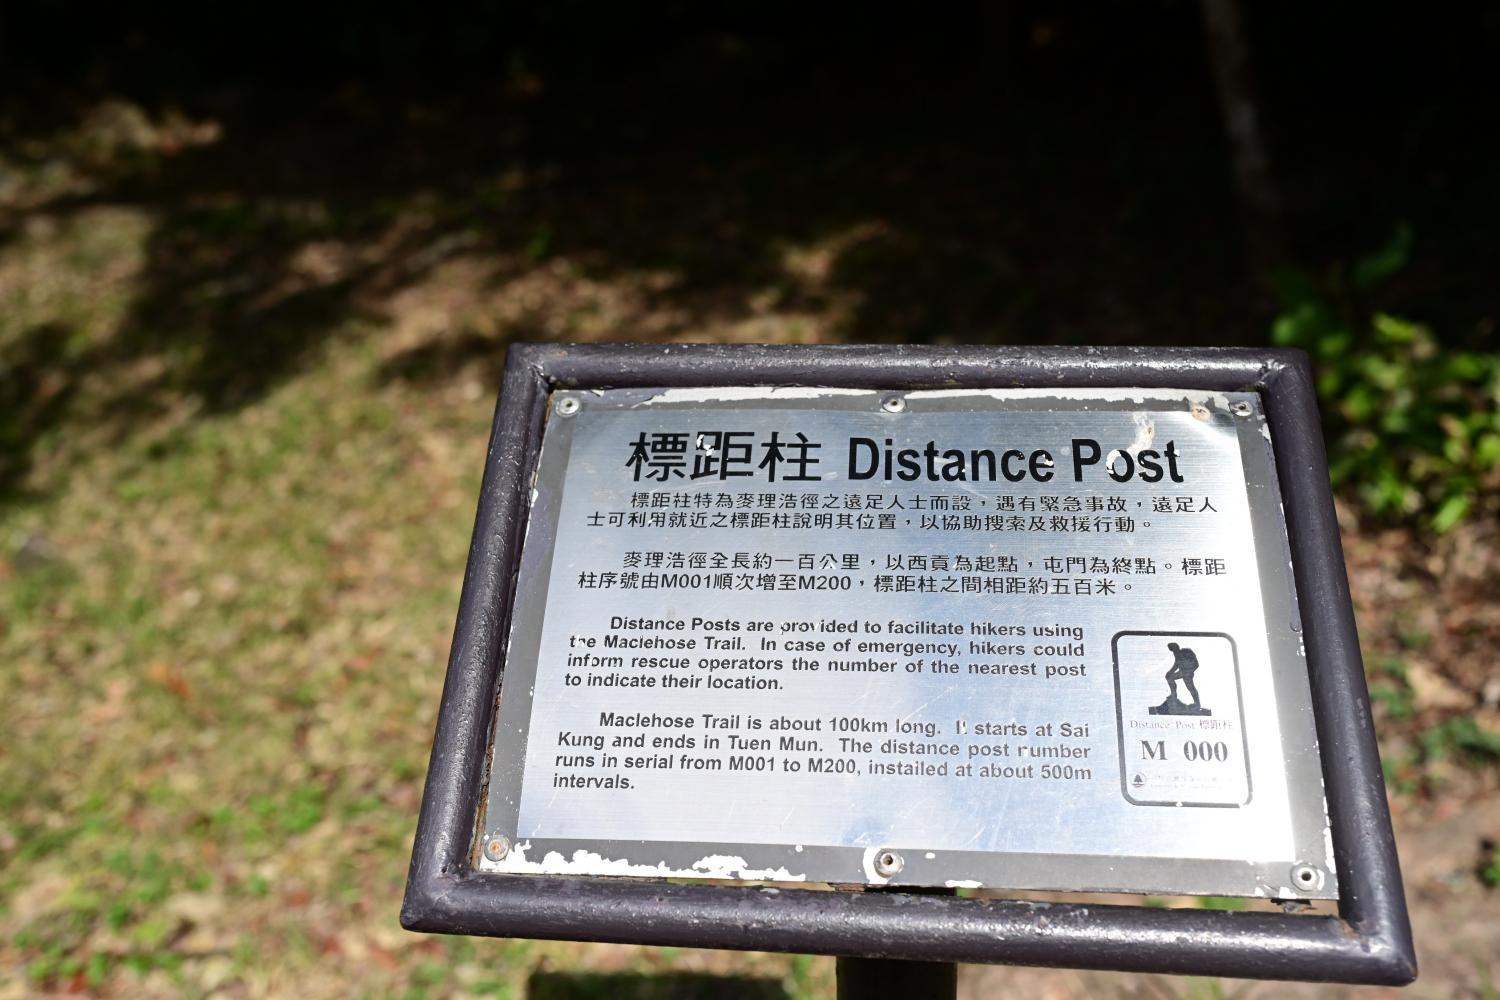 標距柱 Distance Post
標距柱特為麥理浩徑之遠足人士而設，遇有緊急事故，遠足人
士可利用就近之標距柱說明其位置，以協助搜索及救援行動。
麥理浩徑全長約一百公里，以西貢為起點，屯門為終點。標距
柱序號由M001順次增至M200，標距柱之間相距約五百米。
Distance Posts are provided to facilitate hikers using
the Maclehose Trail. In case of emergency, hikers could
inform rescue operators the number of the nearest post
to indicate their location.
Maclehose Trail is about 100km long. It starts at Sai
Kung and ends in Tuen Mun. The distance post number
runs in serial from M001 to M200, installed at about 500m
intervals.
Distance Post 標距柱
M 000